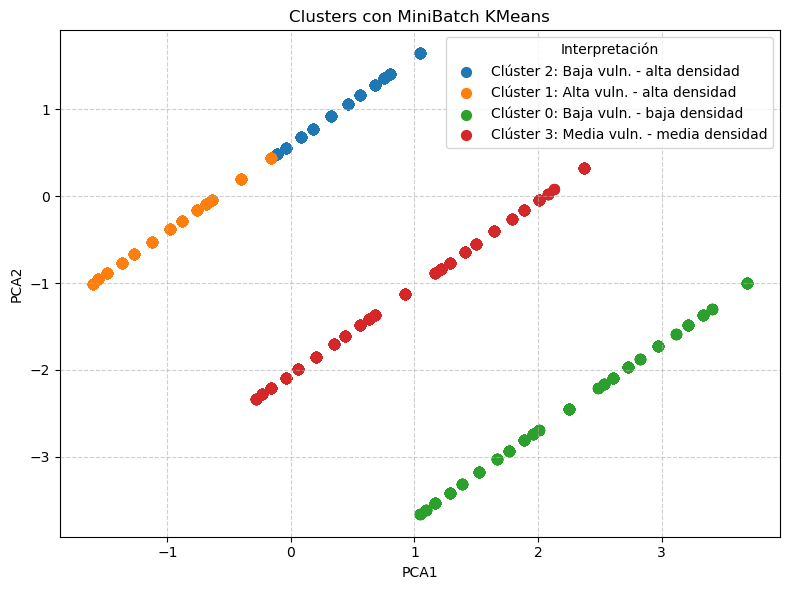 Clusters con MiniBatch KMeans
Interpretación
Clúster 2: Baja vuln. - alta densidad
Clúster 1: Alta vuln. - alta densidad
Clúster 0: Baja vuln. - baja densidad
Clúster 3: Media vuln. - media densidad
PCA2
1
0
−1
−2
−3
−1
0
1
2
3
PCA1